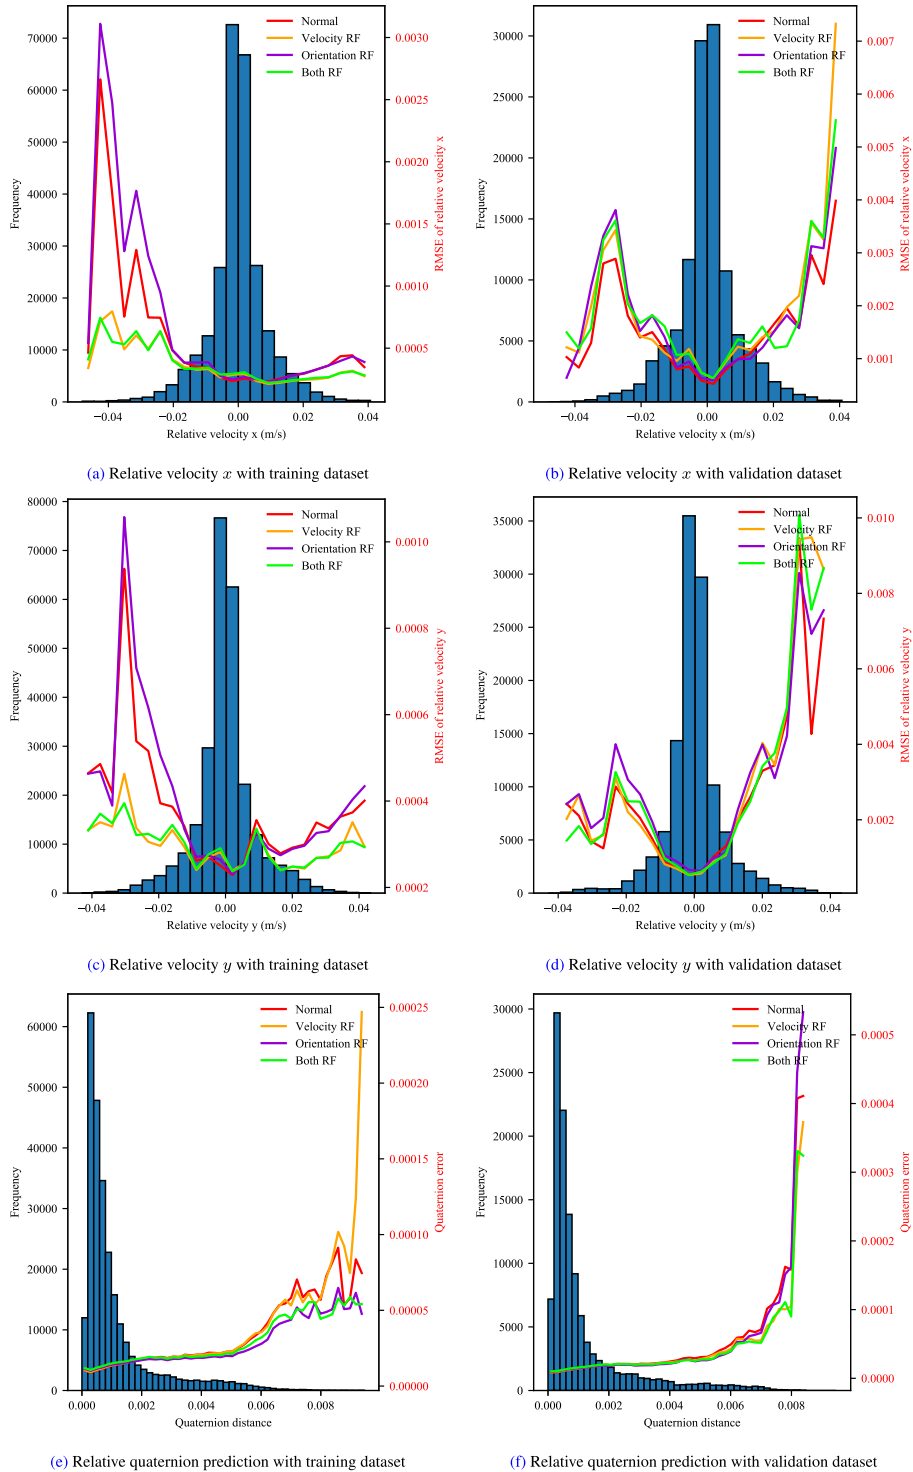 Normal
Velocity RF
Orientation RF
Both RF
70000
60000
50000
40000
30000
20000
10000
0
Frequency
0.0030
0.0025
0.0020
0.0015
0.0010
0.0005
RMSE of relative velocity x
−0.04 −0.02 0.00 0.02 0.04
Relative velocity x (m/s)
(a) Relative velocity x with training dataset
Normal
Velocity RF
Orientation RF
Both RF
30000
25000
20000
15000
10000
5000
0
Frequency
0.007
0.006
0.005
0.004
0.003
0.002
0.001
RMSE of relative velocity x
−0.04 −0.02 0.00 0.02 0.04
Relative velocity x (m/s)
(b) Relative velocity x with validation dataset
Normal
Velocity RF
Orientation RF
Both RF
80000
70000
60000
50000
40000
30000
20000
10000
0
Frequency
0.0010
0.0008
0.0006
0.0004
0.0002
RMSE of relative velocity y
−0.04 −0.02 0.00 0.02 0.04
Relative velocity y (m/s)
(c) Relative velocity y with training dataset
Normal
Velocity RF
Orientation RF
Both RF
35000
30000
25000
20000
15000
10000
5000
0
Frequency
0.010
0.008
0.006
0.004
0.002
RMSE of relative velocity y
−0.04 −0.02 0.00 0.02 0.04
Relative velocity y (m/s)
(d) Relative velocity y with validation dataset
Normal
Velocity RF
Orientation RF
Both RF
60000
50000
40000
30000
20000
10000
0
Frequency
0.00025
0.00020
0.00015
0.00010
0.00005
0.00000
Quaternion error
0.000 0.002 0.004 0.006 0.008
Quaternion distance
(e) Relative quaternion prediction with training dataset
Normal
Velocity RF
Orientation RF
Both RF
30000
25000
20000
15000
10000
5000
0
Frequency
0.0005
0.0004
0.0003
0.0002
0.0001
0.0000
Quaternion error
0.000 0.002 0.004 0.006 0.008
Quaternion distance
(f) Relative quaternion prediction with validation dataset